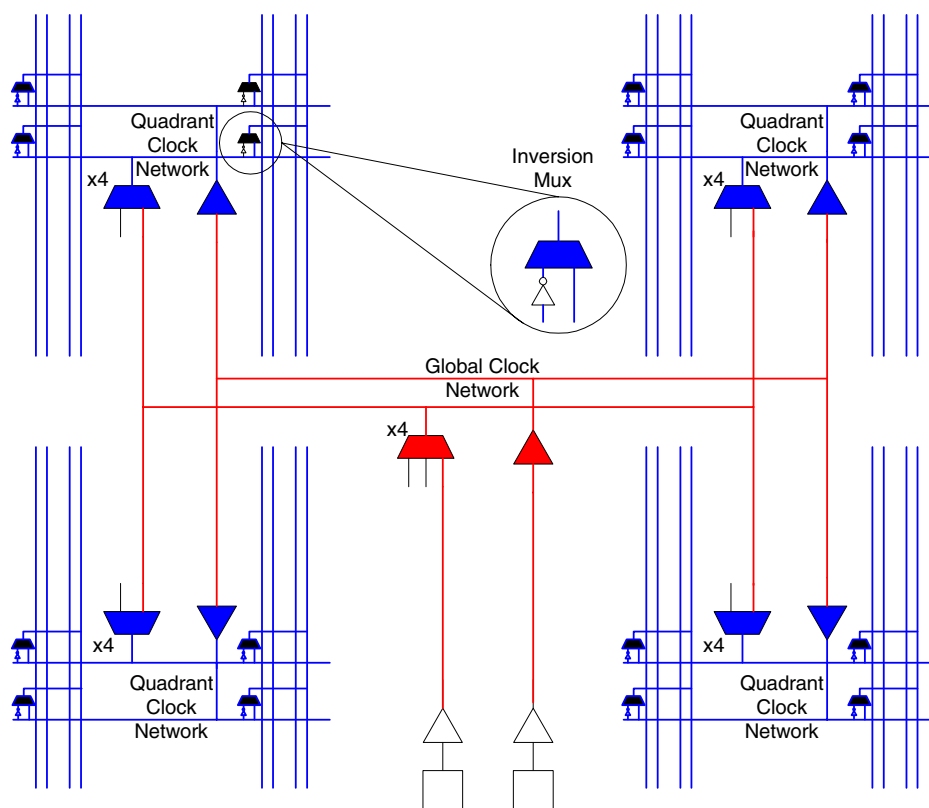 Quadrant
Clock
Network
x4
Quadrant
Clock
Network
x4
Inversion
Mux
Global Clock
Network
x4
x4
Quadrant
Clock
Network
x4
Quadrant
Clock
Network